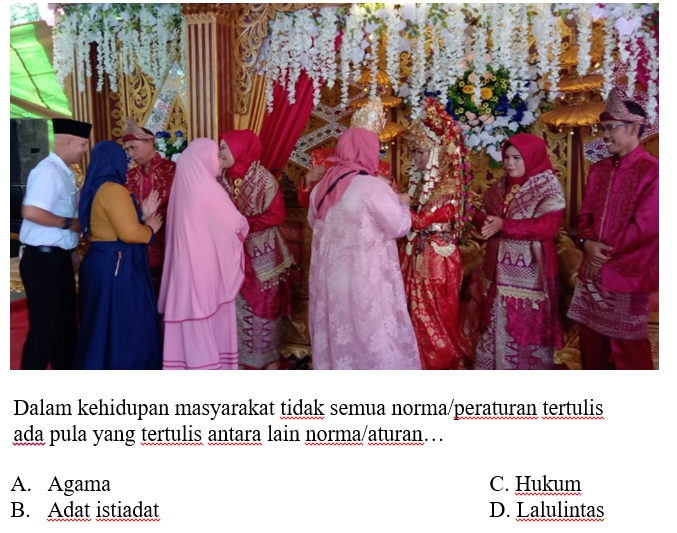 Dalam kehidupan masyarakat tidak semua norma/peraturan tertulis
ada pula yang tertulis antara lain norma/aturan…
A. Agama
C. Hukum
B. Adat istiadat
D. Lalulintas